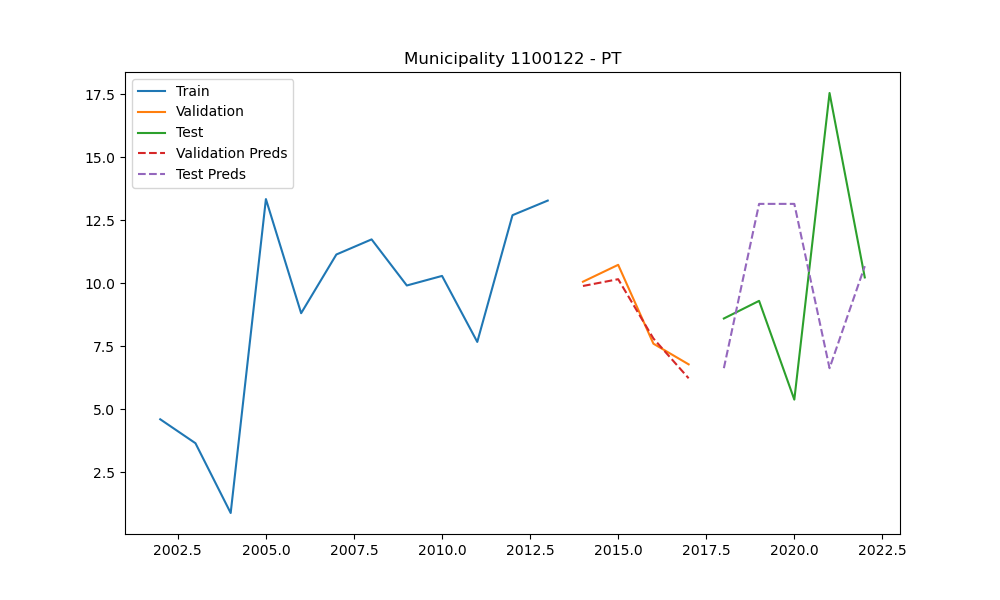 Municipality 1100122 - PT
Train
Validation
Test
Validation Preds
Test Preds
17.5
15.0
12.5
10.0
7.5
5.0
2.5
2002.5 2005.0 2007.5 2010.0 2012.5 2015.0 2017.5 2020.0 2022.5